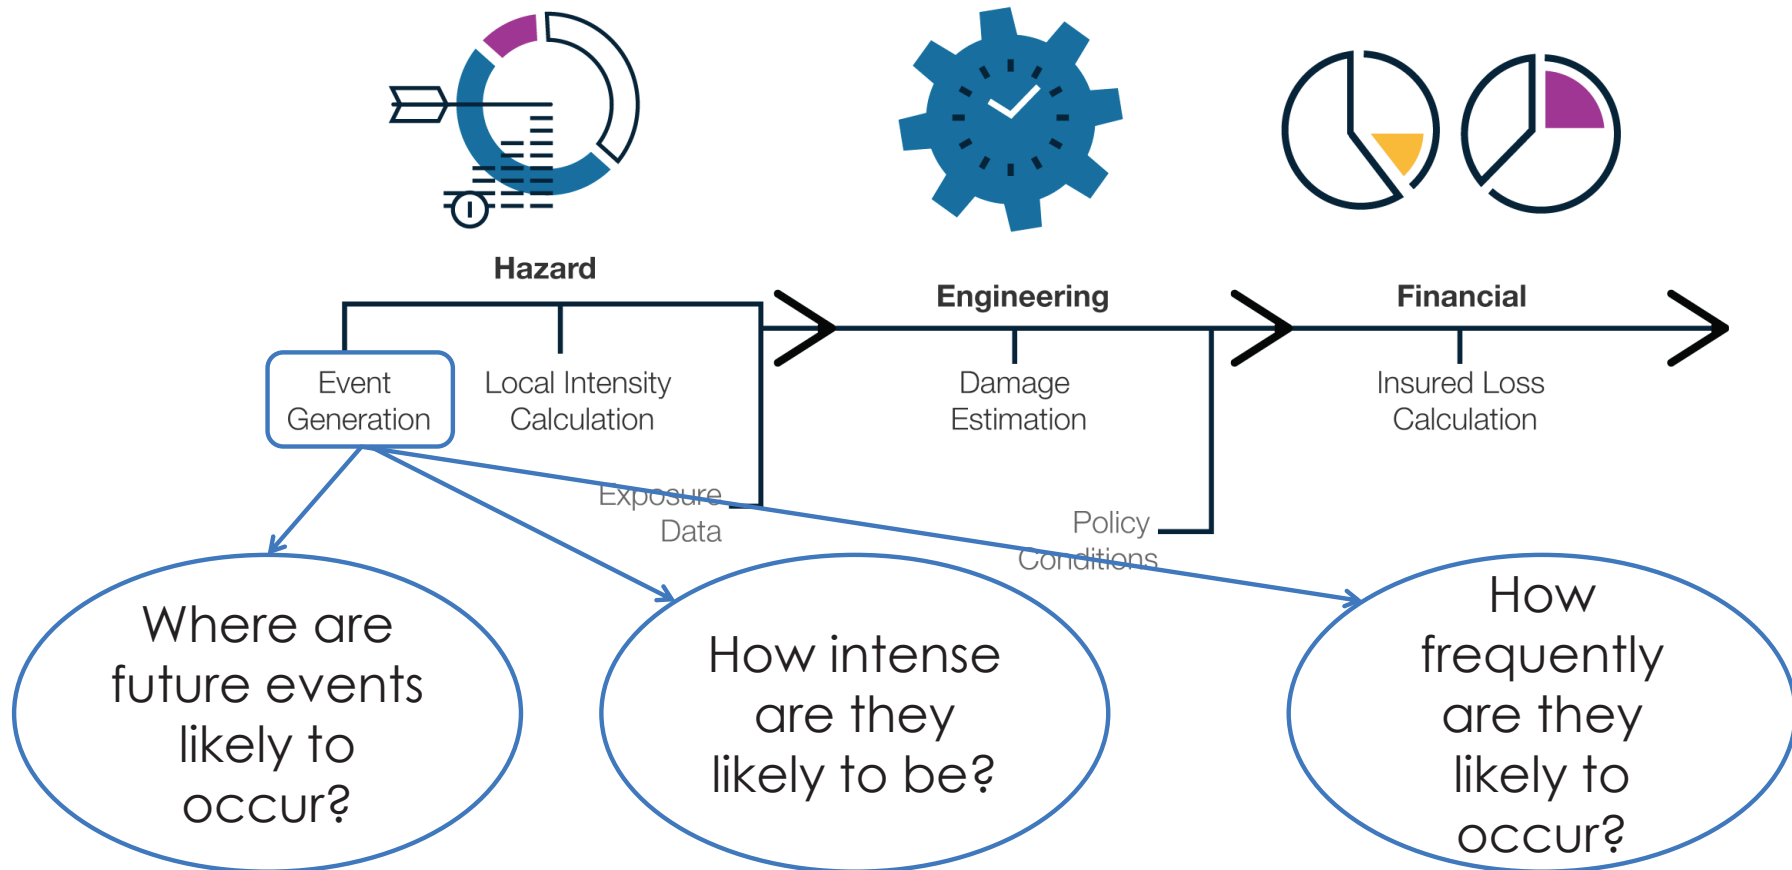 Hazard
Engineering
Financial
Event
Generation
Local Intensity
Calculation
Damage
Estimation
Insured Loss
Calculation
Exposure
Data
Policy
Conditions
Where are
future events
likely to
occur?
How intense
are they
likely to be?
How
frequently
are they
likely to
occur?